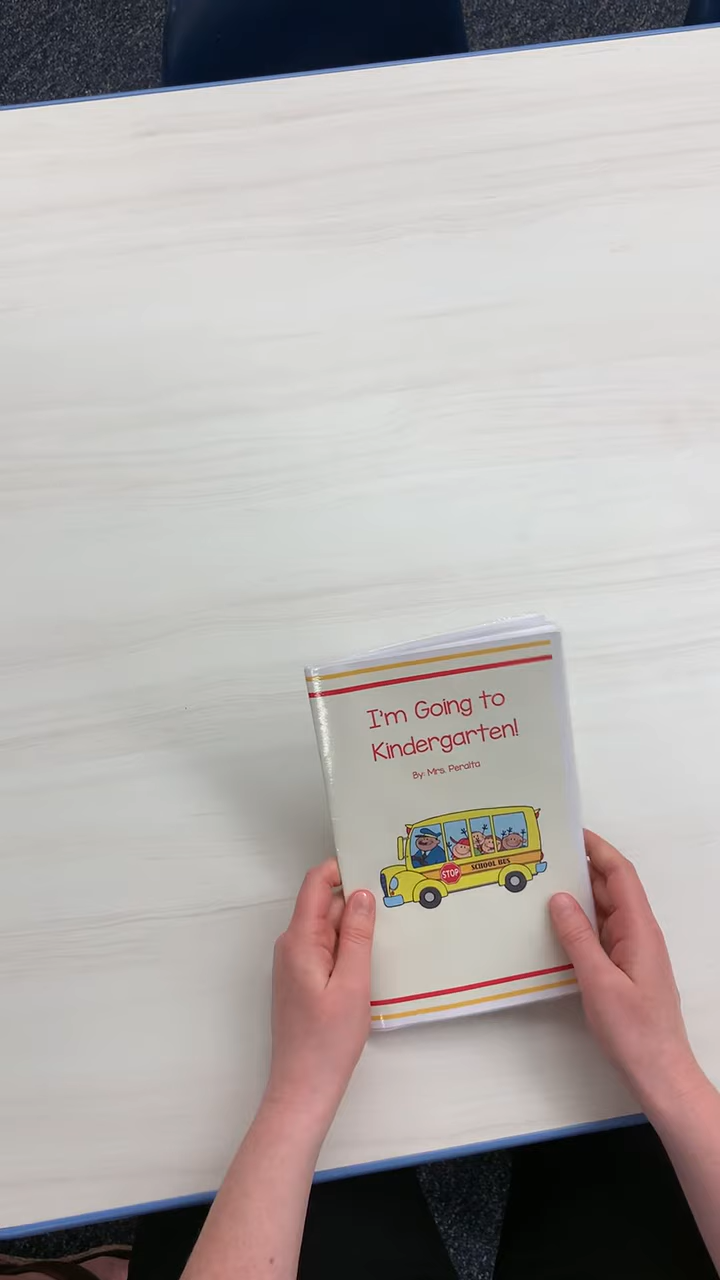 I'm Going to
Kindergarten!
By: Mrs. Peralta
SCHOOL BUS
STOP